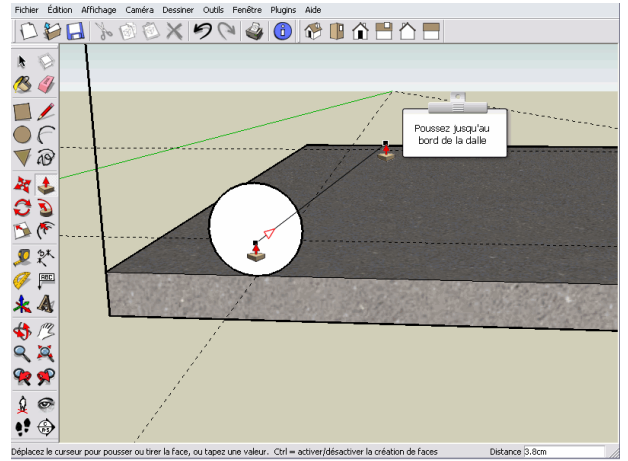 Fichier Édition Affichage Caméra Dessiner Outils Fenêtre Plugins Aide
Poussez jusqu'au
bord de la dalle
ABC
Déplacez le curseur pour pousser ou tirer la face, ou tapez une valeur. Ctrl = activer/désactiver la création de faces Distance 3.8cm